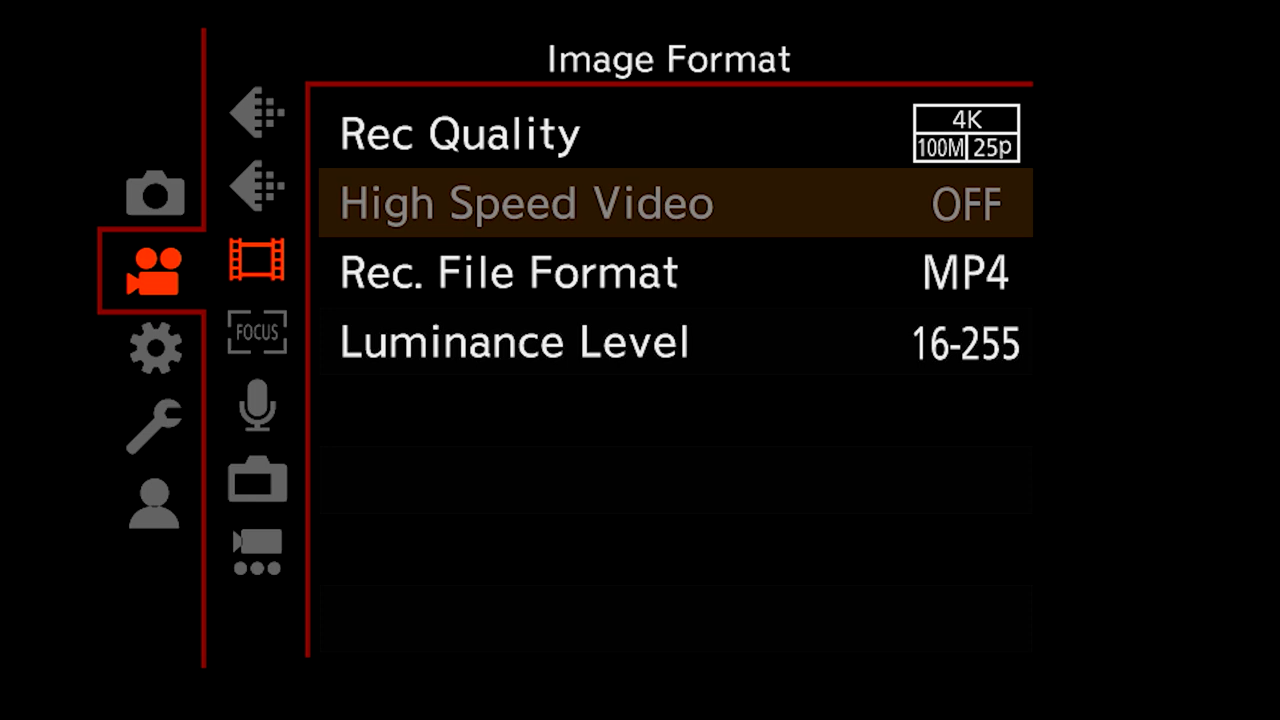 Image Format
Rec Quality
4K
100M 25p
High Speed Video OFF
Rec. File Format MP4
FOCUS
Luminance Level 16-255